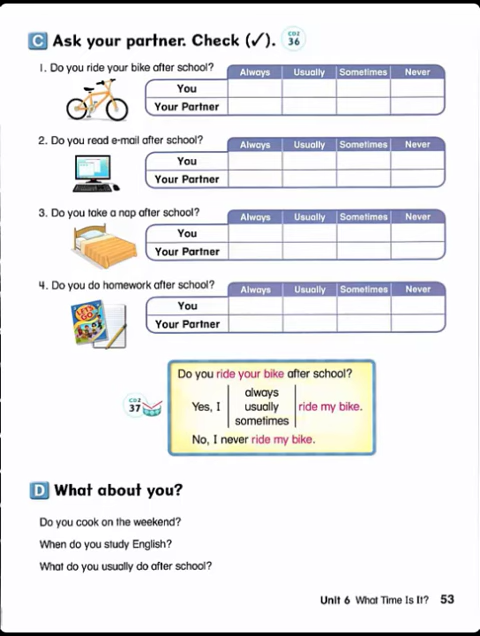 C Ask your partner. Check (✓). CD2 36
1. Do you ride your bike after school?
Always Usually Sometimes Never
You
Your Partner
2. Do you read e-mail after school?
Always Usually Sometimes Never
You
Your Partner
3. Do you take a nap after school?
Always Usually Sometimes Never
You
Your Partner
4. Do you do homework after school?
Always Usually Sometimes Never
LET'S GO
You
Your Partner
Do you ride your bike after school?
always
CD2 37
Yes, I usually ride my bike.
sometimes
No, I never ride my bike.
D What about you?
Do you cook on the weekend?
When do you study English?
What do you usually do after school?
Unit 6 What Time Is It? 53